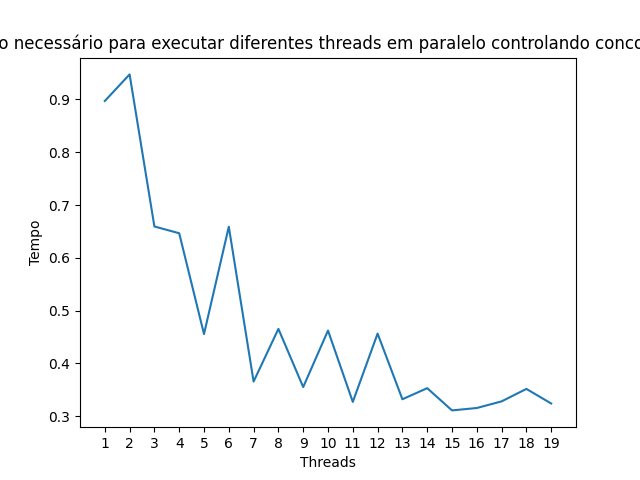 o necessário para executar diferentes threads em paralelo controlando conco
0.9
0.8
0.7
0.6
0.5
0.4
0.3
Tempo
1 2 3 4 5 6 7 8 9 10 11 12 13 14 15 16 17 18 19
Threads